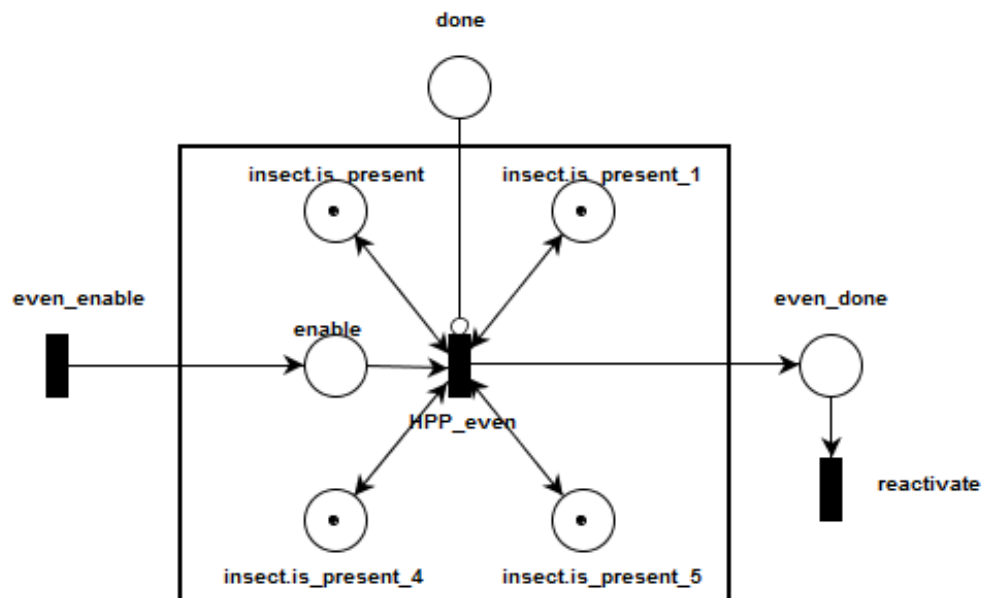 done
insect.is_present
insect.is_present_1
even_enable
enable
even_done
HPP_even
reactivate
insect.is_present_4
insect.is_present_5